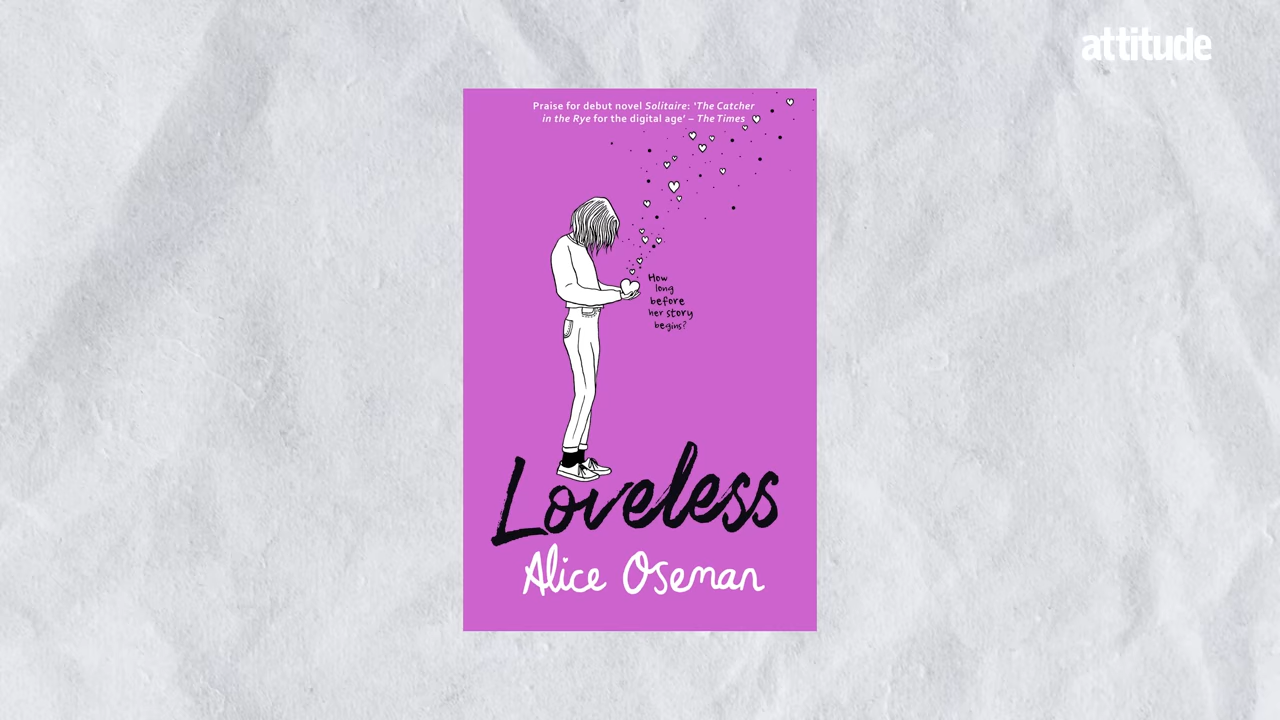 attitude
Praise for debut novel Solitaire: ‘The Catcher
in the Rye for the digital age’ – The Times
How
long
before
her story
begins?
Loveless
Alice Oseman